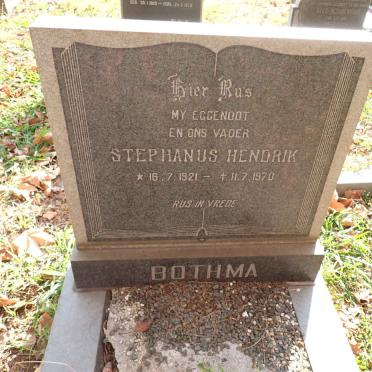 Hier Rus
MY EGGENOOT
EN ONS VADER
STEPHANUS HENDRIK
★ 16.7.1921 – ✝ 11.7.1970
RUS IN VREDE
BOTHMA